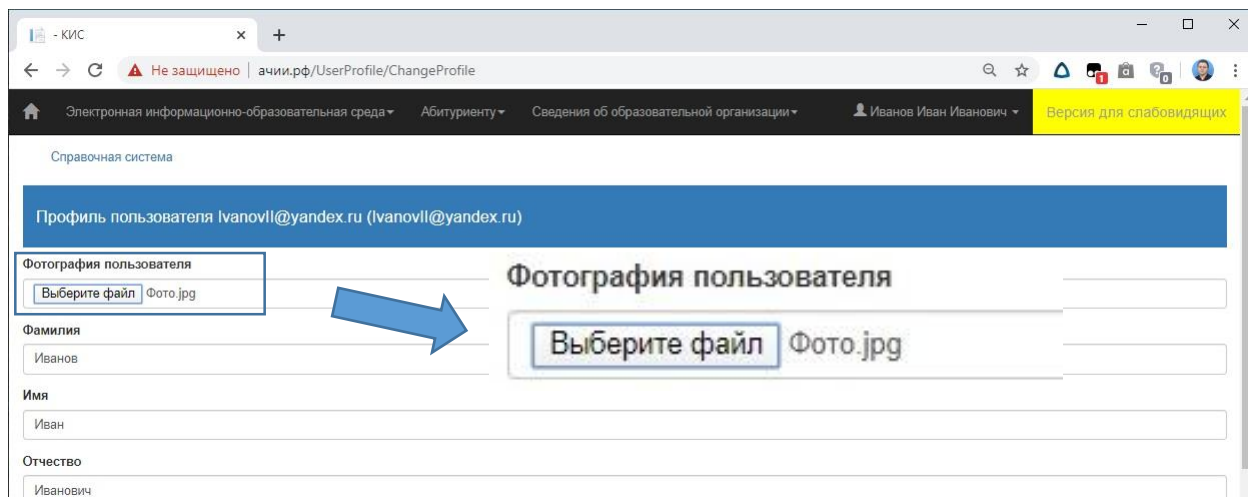 - КИС
Не защищено | ачии.рф/UserProfile/ChangeProfile
1
0
Электронная информационно-образовательная среда Абитуриенту Сведения об образовательной организации Иванов Иван Иванович Версия для слабовидящих
Справочная система
Профиль пользователя IvanovII@yandex.ru (IvanovII@yandex.ru)
Фотография пользователя
Выберите файл Фото.jpg
Фотография пользователя
Выберите файл Фото.jpg
Фамилия
Иванов
Имя
Иван
Отчество
Иванович